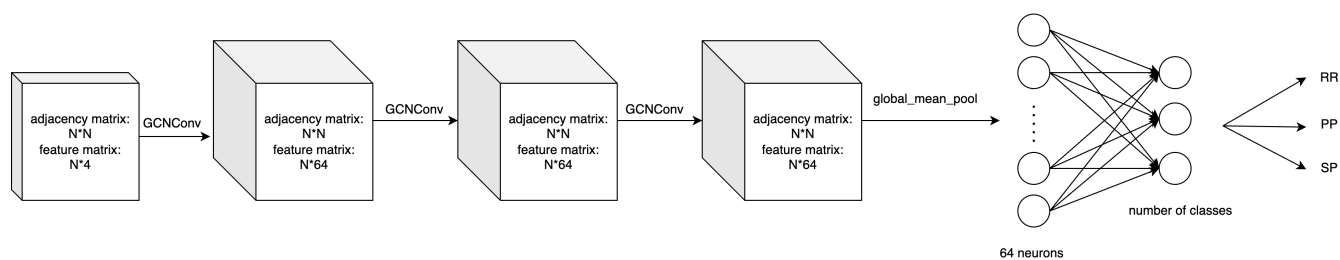 adjacency matrix:
N*N
feature matrix:
N*4
GCNConv
adjacency matrix:
N*N
feature matrix:
N*64
GCNConv
adjacency matrix:
N*N
feature matrix:
N*64
GCNConv
adjacency matrix:
N*N
feature matrix:
N*64
global_mean_pool
64 neurons
number of classes
RR
PP
SP